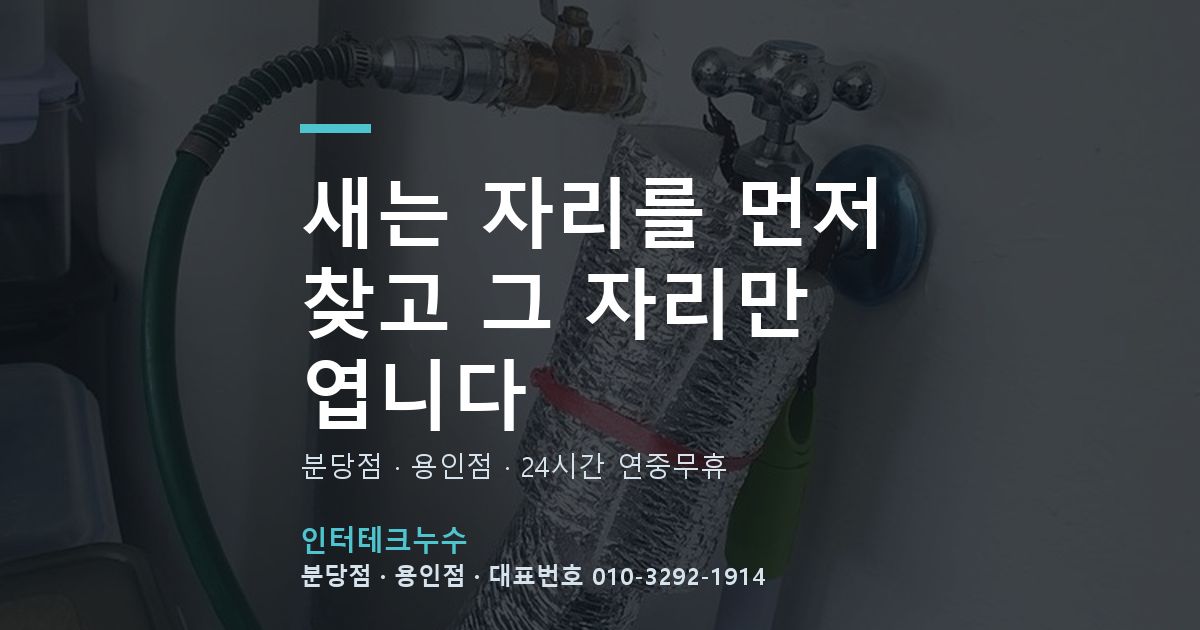 새는 자리를 먼저
찾고 그 자리만
엽니다
분당점 · 용인점 · 24시간 연중무휴
인터테크누수
분당점 · 용인점 · 대표번호 010-3292-1914